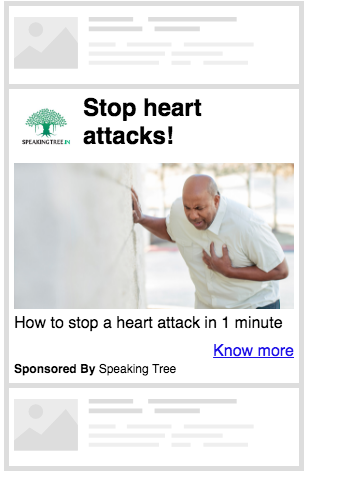 Stop heart
attacks!
SPEAKINGTREE.IN
How to stop a heart attack in 1 minute
Know more
Sponsored By Speaking Tree